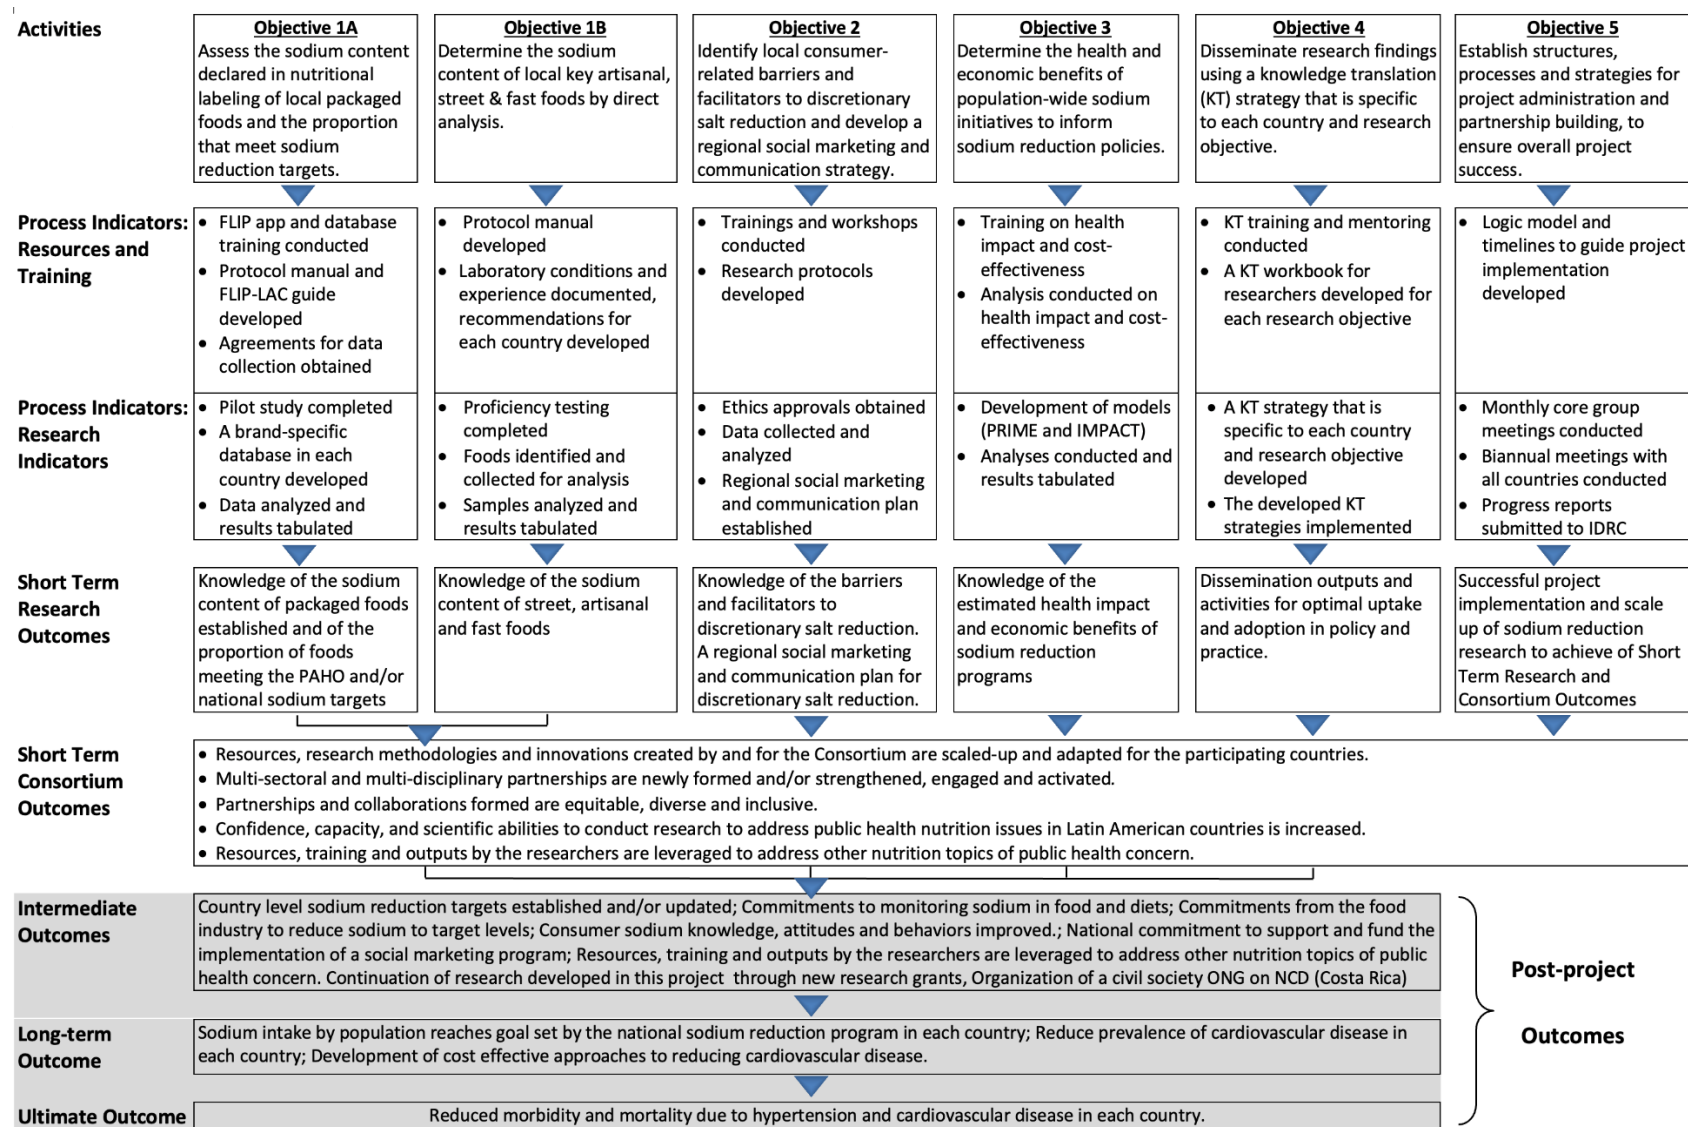 Activities
Objective 1A
Assess the sodium content
declared in nutritional
labeling of local packaged
foods and the proportion
that meet sodium
reduction targets.
Objective 1B
Determine the sodium
content of local key artisanal,
street & fast foods by direct
analysis.
Objective 2
Identify local consumer-
related barriers and
facilitators to discretionary
salt reduction and develop a
regional social marketing and
communication strategy.
Objective 3
Determine the health and
economic benefits of
population-wide sodium
initiatives to inform
sodium reduction policies.
Objective 4
Disseminate research findings
using a knowledge translation
(KT) strategy that is specific
to each country and research
objective.
Objective 5
Establish structures,
processes and strategies for
project administration and
partnership building, to
ensure overall project
success.
Process Indicators:
Resources and
Training
• FLIP app and database
training conducted
• Protocol manual and
FLIP-LAC guide
developed
• Agreements for data
collection obtained
• Protocol manual
developed
• Laboratory conditions and
experience documented,
recommendations for
each country developed
• Trainings and workshops
conducted
• Research protocols
developed
• Training on health
impact and cost-
effectiveness
• Analysis conducted on
health impact and cost-
effectiveness
• KT training and mentoring
conducted
• A KT workbook for
researchers developed for
each research objective
• Logic model and
timelines to guide project
implementation
developed
Process Indicators:
Research
Indicators
• Pilot study completed
• A brand-specific
database in each
country developed
• Data analyzed and
results tabulated
• Proficiency testing
completed
• Foods identified and
collected for analysis
• Samples analyzed and
results tabulated
• Ethics approvals obtained
• Data collected and
analyzed
• Regional social marketing
and communication plan
established
• Development of models
(PRIME and IMPACT)
• Analyses conducted and
results tabulated
• A KT strategy that is
specific to each country
and research objective
developed
• The developed KT
strategies implemented
• Monthly core group
meetings conducted
• Biannual meetings with
all countries conducted
• Progress reports
submitted to IDRC
Short Term
Research
Outcomes
Knowledge of the sodium
content of packaged foods
established and of the
proportion of foods
meeting the PAHO and/or
national sodium targets
Knowledge of the sodium
content of street, artisanal
and fast foods
Knowledge of the barriers
and facilitators to
discretionary salt reduction.
A regional social marketing
and communication plan for
discretionary salt reduction.
Knowledge of the
estimated health impact
and economic benefits of
sodium reduction
programs
Dissemination outputs and
activities for optimal uptake
and adoption in policy and
practice.
Successful project
implementation and scale
up of sodium reduction
research to achieve of Short
Term Research and
Consortium Outcomes
Short Term
Consortium
Outcomes
• Resources, research methodologies and innovations created by and for the Consortium are scaled-up and adapted for the participating countries.
• Multi-sectoral and multi-disciplinary partnerships are newly formed and/or strengthened, engaged and activated.
• Partnerships and collaborations formed are equitable, diverse and inclusive.
• Confidence, capacity, and scientific abilities to conduct research to address public health nutrition issues in Latin American countries is increased.
• Resources, training and outputs by the researchers are leveraged to address other nutrition topics of public health concern.
Intermediate
Outcomes
Country level sodium reduction targets established and/or updated; Commitments to monitoring sodium in food and diets; Commitments from the food
industry to reduce sodium to target levels; Consumer sodium knowledge, attitudes and behaviors improved.; National commitment to support and fund the
implementation of a social marketing program; Resources, training and outputs by the researchers are leveraged to address other nutrition topics of public
health concern. Continuation of research developed in this project through new research grants, Organization of a civil society ONG on NCD (Costa Rica)
Post-project
Outcomes
Long-term
Outcome
Sodium intake by population reaches goal set by the national sodium reduction program in each country; Reduce prevalence of cardiovascular disease in
each country; Development of cost effective approaches to reducing cardiovascular disease.
Ultimate Outcome
Reduced morbidity and mortality due to hypertension and cardiovascular disease in each country.